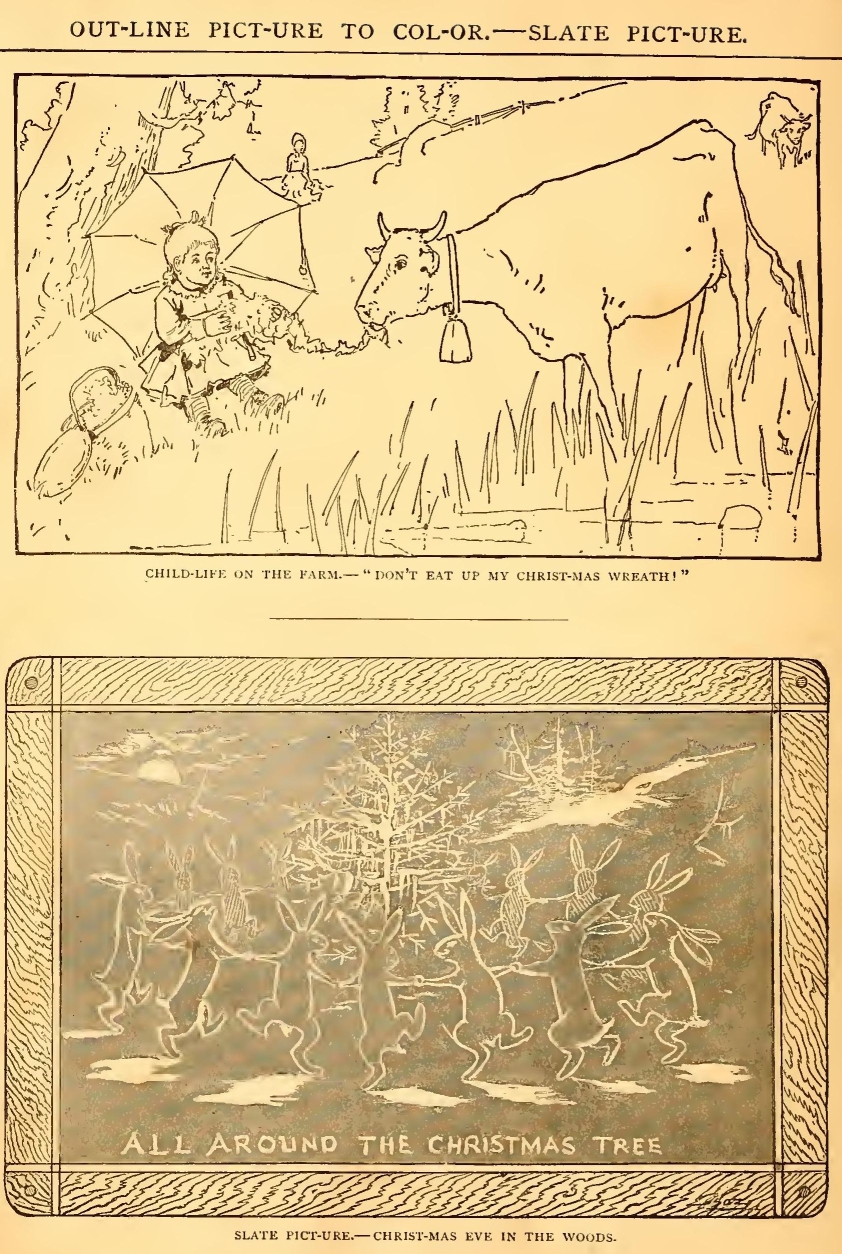 OUT-LINE PICT-URE TO COL-OR.—SLATE PICT-URE.
CHILD-LIFE ON THE FARM.—"DON'T EAT UP MY CHRIST-MAS WREATH!"
ALL AROUND THE CHRISTMAS TREE
SLATE PICT-URE.—CHRIST-MAS EVE IN THE WOODS.